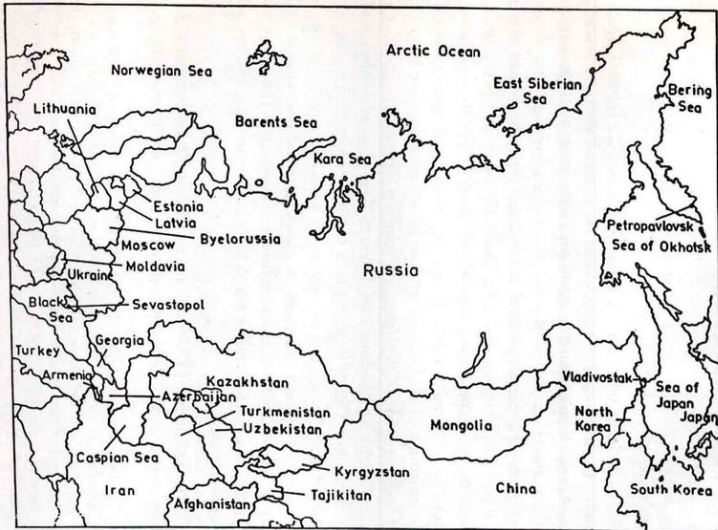 Arctic Ocean
Norwegian Sea
East Siberian
Sea
Bering
Sea
Lithuania
Barents Sea
Kara Sea
Estonia
Latvia
Byelorussia
Petropavlovsk
Sea of Okhotsk
Moscow
Moldavia
Russia
Ukraine
Black
Sea
Sevastopol
Georgia
Turkey
Armenia
Azerbaijan
Kazakhstan
Vladivostak
Sea of
Japan
Japan
Turkmenistan
Uzbekistan
Mongolia
North
Korea
Caspian Sea
Kyrgyzstan
Iran
Tajikitan
Afghanistan
China
South Korea